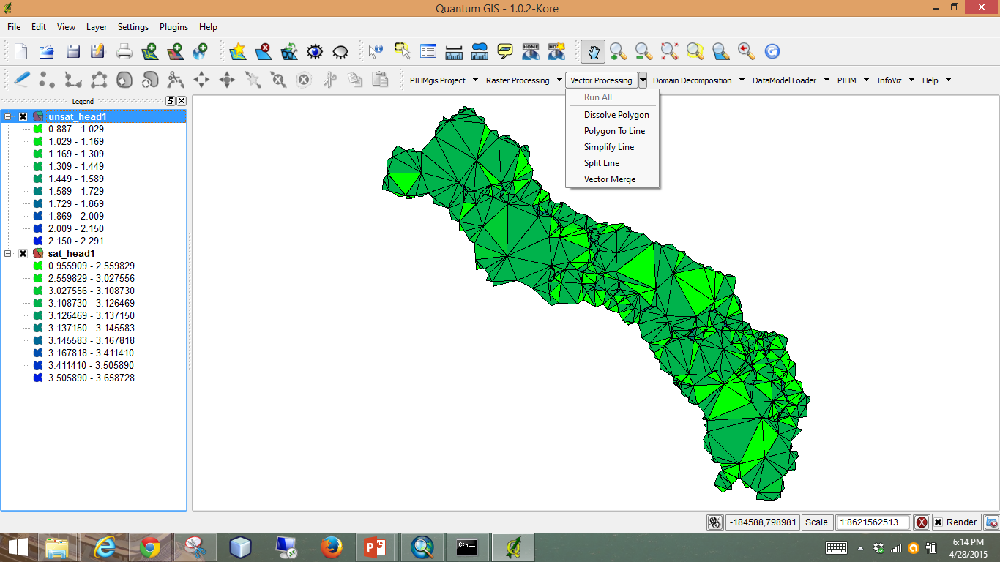 Quantum GIS - 1.0.2-Kore
File Edit View Layer Settings Plugins Help
HOME HOME
PIHMgis Project Raster Processing Vector Processing Domain Decomposition DataModel Loader PIHM InfoViz Help
Run All
Dissolve Polygon
Polygon To Line
Simplify Line
Split Line
Vector Merge
Legend
unsat_head1
0.887 - 1.029
1.029 - 1.169
1.169 - 1.309
1.309 - 1.449
1.449 - 1.589
1.589 - 1.729
1.729 - 1.869
1.869 - 2.009
2.009 - 2.150
2.150 - 2.291
sat_head1
0.955909 - 2.559829
2.559829 - 3.027556
3.027556 - 3.108730
3.108730 - 3.126469
3.126469 - 3.137150
3.137150 - 3.145583
3.145583 - 3.167818
3.167818 - 3.411410
3.411410 - 3.505890
3.505890 - 3.658728
-184588,798981 Scale 1:8621562513 Render
6:14 PM
4/28/2015